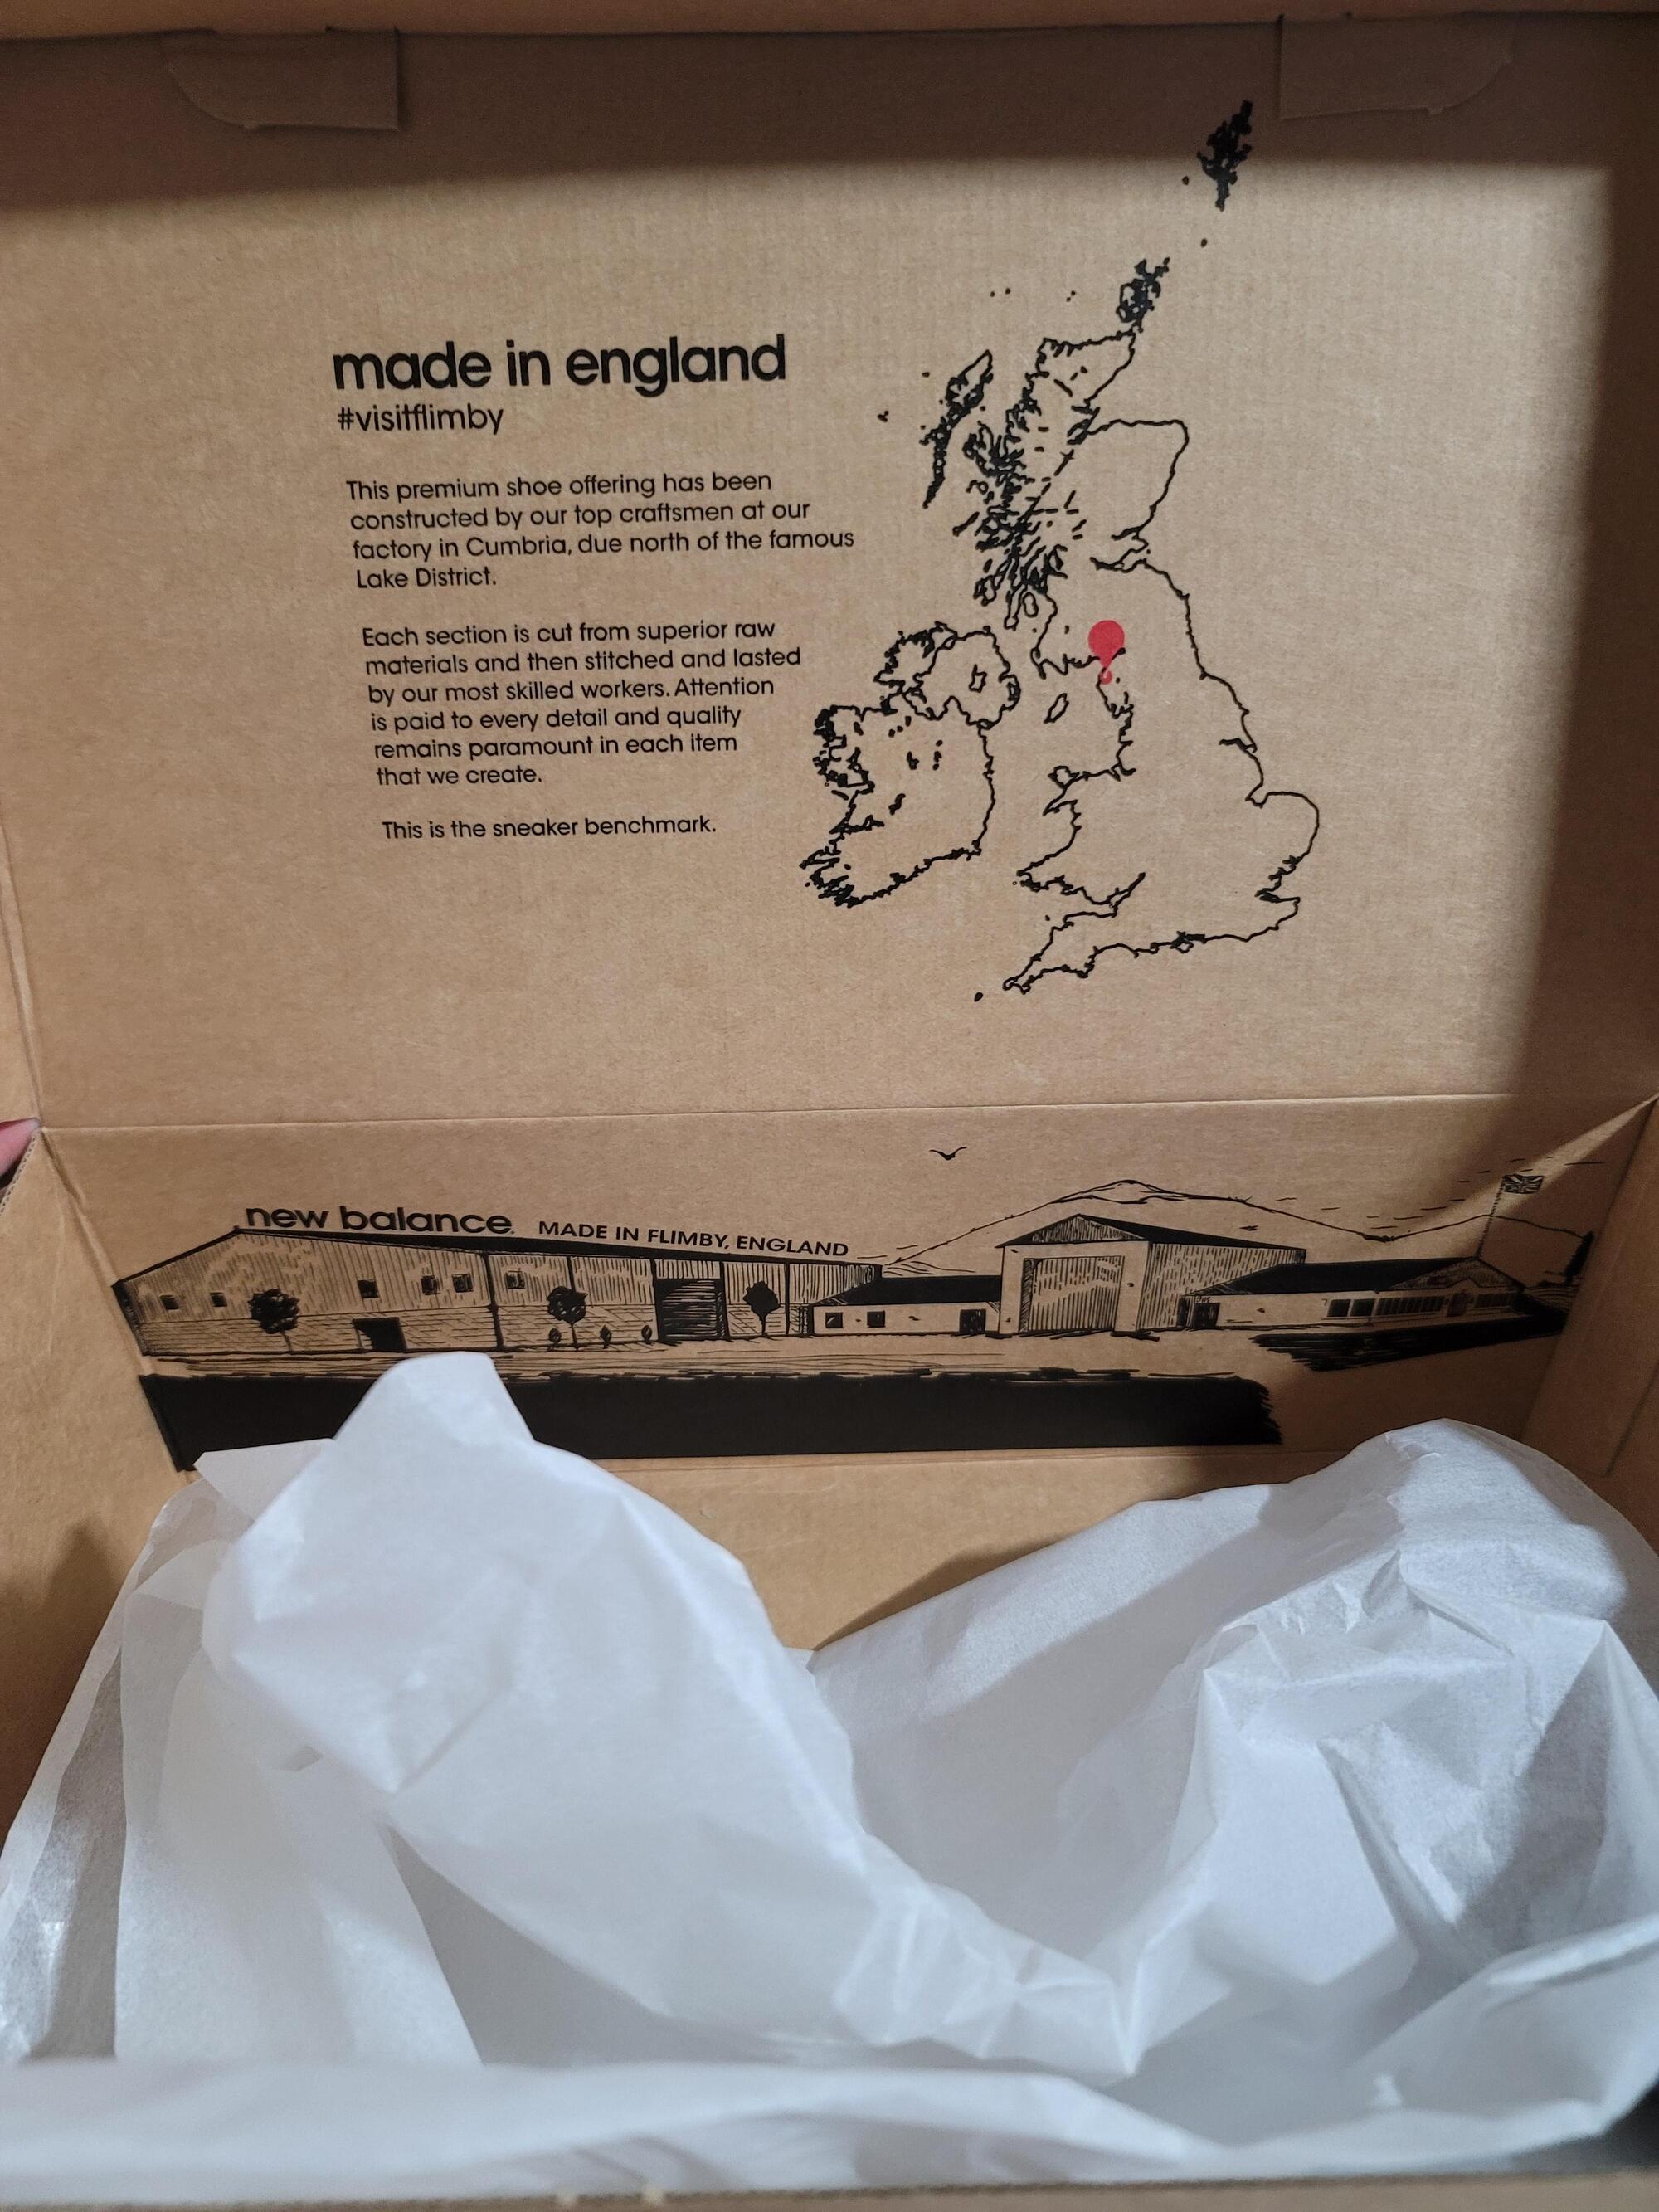 made in england
#visitflimby
This premium shoe offering has been
constructed by our top craftsmen at our
factory in Cumbria, due north of the famous
Lake District.
Each section is cut from superior raw
materials and then stitched and lasted
by our most skilled workers. Attention
is paid to every detail and quality
remains paramount in each item
that we create.
This is the sneaker benchmark.
new balance. MADE IN FLIMBY, ENGLAND